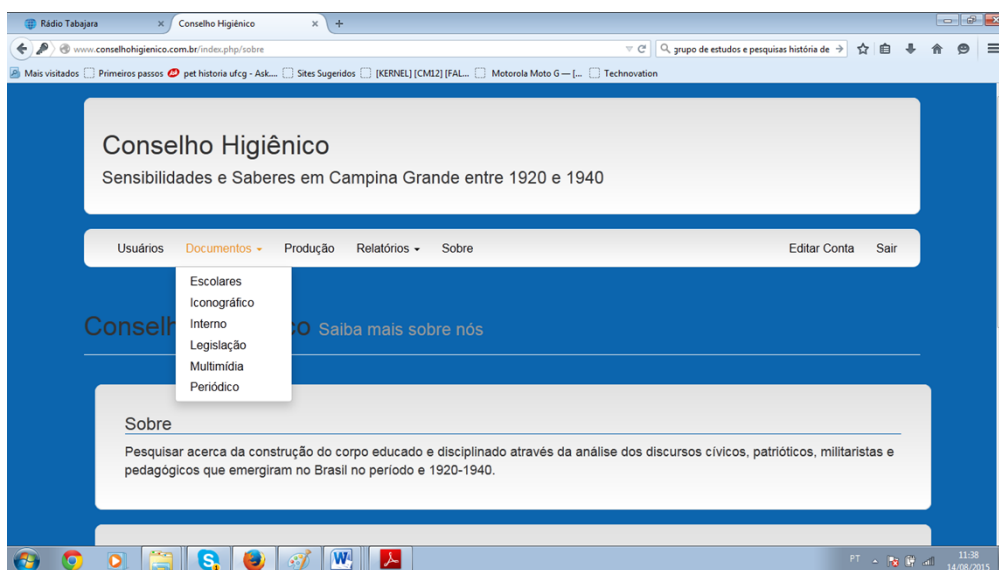 Rádio Tabajara
Conselho Higiênico
www.conselhohigienico.com.br/index.php/sobre
grupo de estudos e pesquisas história de
Mais visitados
Primeiros passos
pet historia ufcg - Ask....
Sites Sugeridos
[KERNEL] [CM12] [FAL...
Motorola Moto G — [...
Technovation
Conselho Higiênico
Sensibilidades e Saberes em Campina Grande entre 1920 e 1940
Usuários Documentos Produção Relatórios Sobre Editar Conta Sair
Escolares
Iconográfico
Interno
Legislação
Multimídia
Periódico
Saiba mais sobre nós
Sobre
Pesquisar acerca da construção do corpo educado e disciplinado através da análise dos discursos cívicos, patrióticos, militaristas e
pedagógicos que emergiram no Brasil no período e 1920-1940.
PT
11:38
14/08/2015